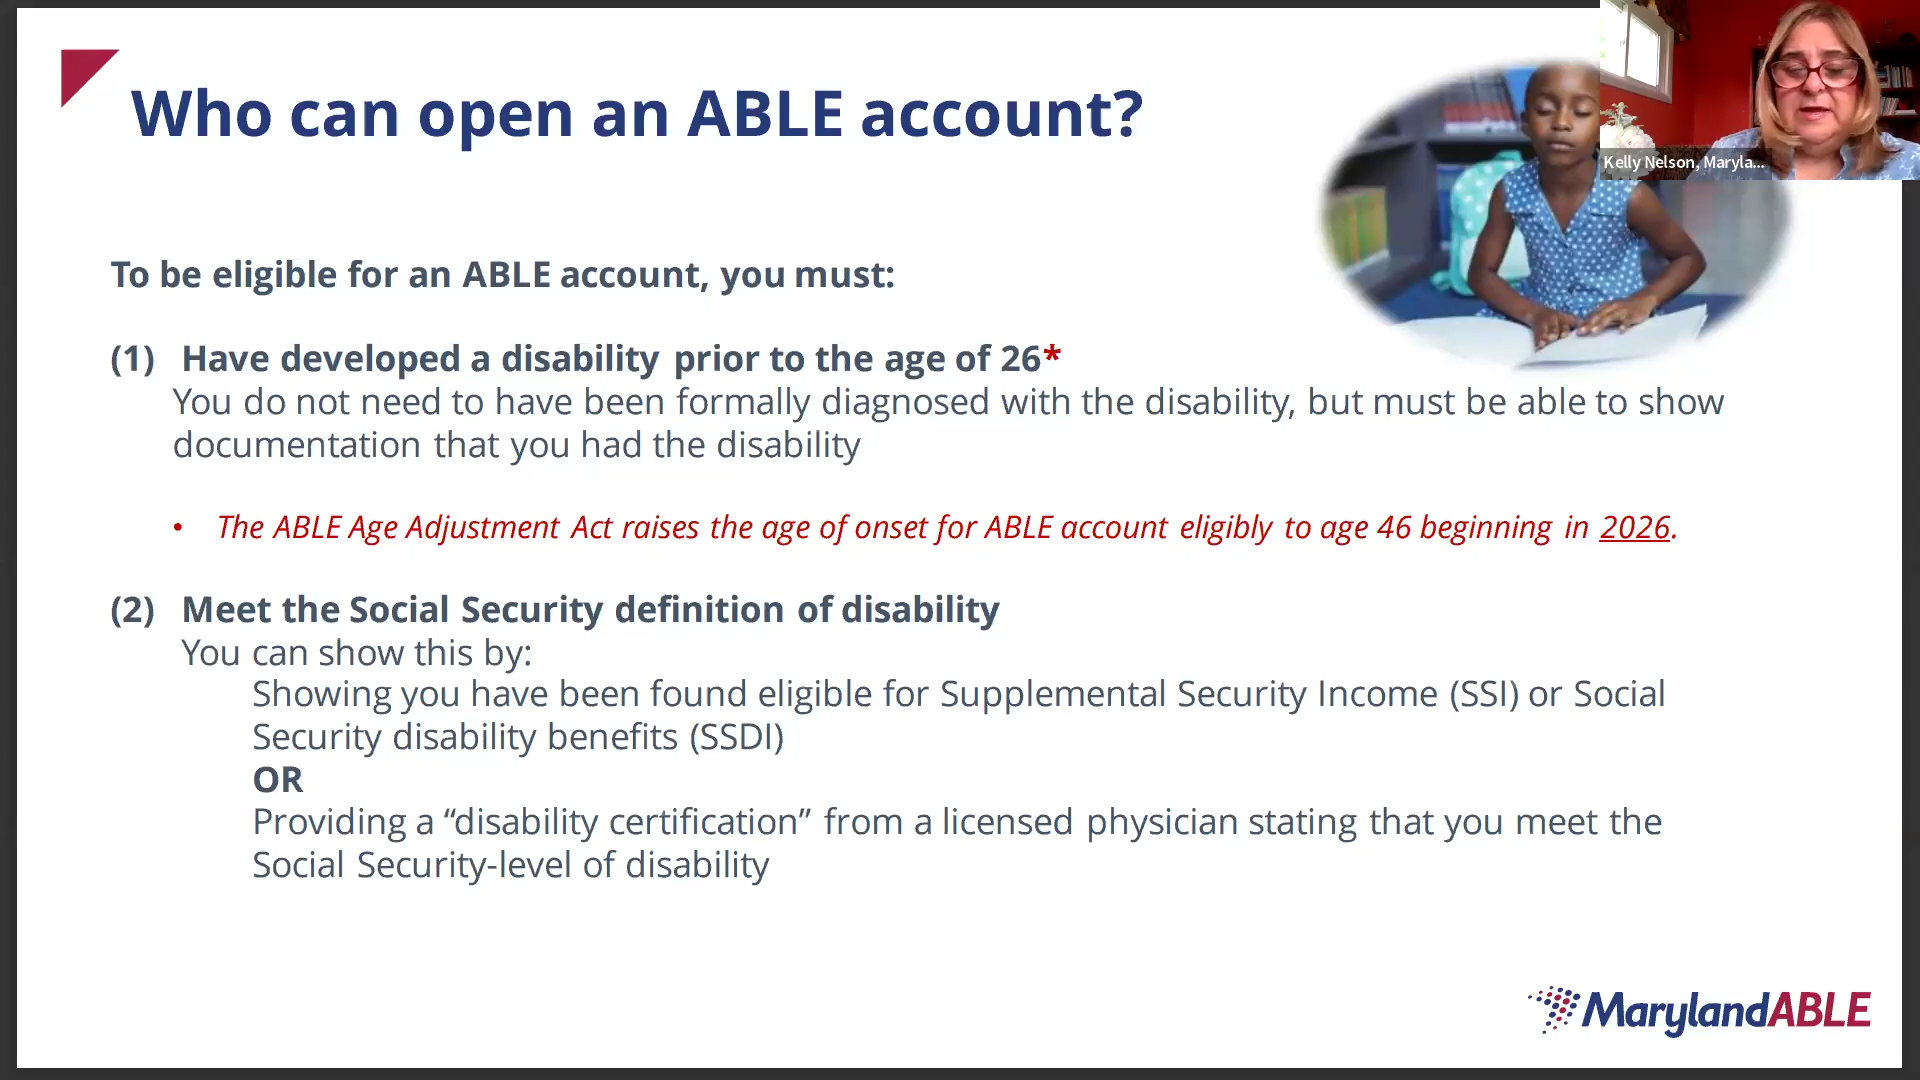 Who can open an ABLE account?
Kelly Nelson, Maryla...
To be eligible for an ABLE account, you must:
(1) Have developed a disability prior to the age of 26*
You do not need to have been formally diagnosed with the disability, but must be able to show
documentation that you had the disability
• The ABLE Age Adjustment Act raises the age of onset for ABLE account eligibly to age 46 beginning in 2026.
(2) Meet the Social Security definition of disability
You can show this by:
Showing you have been found eligible for Supplemental Security Income (SSI) or Social
Security disability benefits (SSDI)
OR
Providing a “disability certification” from a licensed physician stating that you meet the
Social Security-level of disability
MarylandABLE